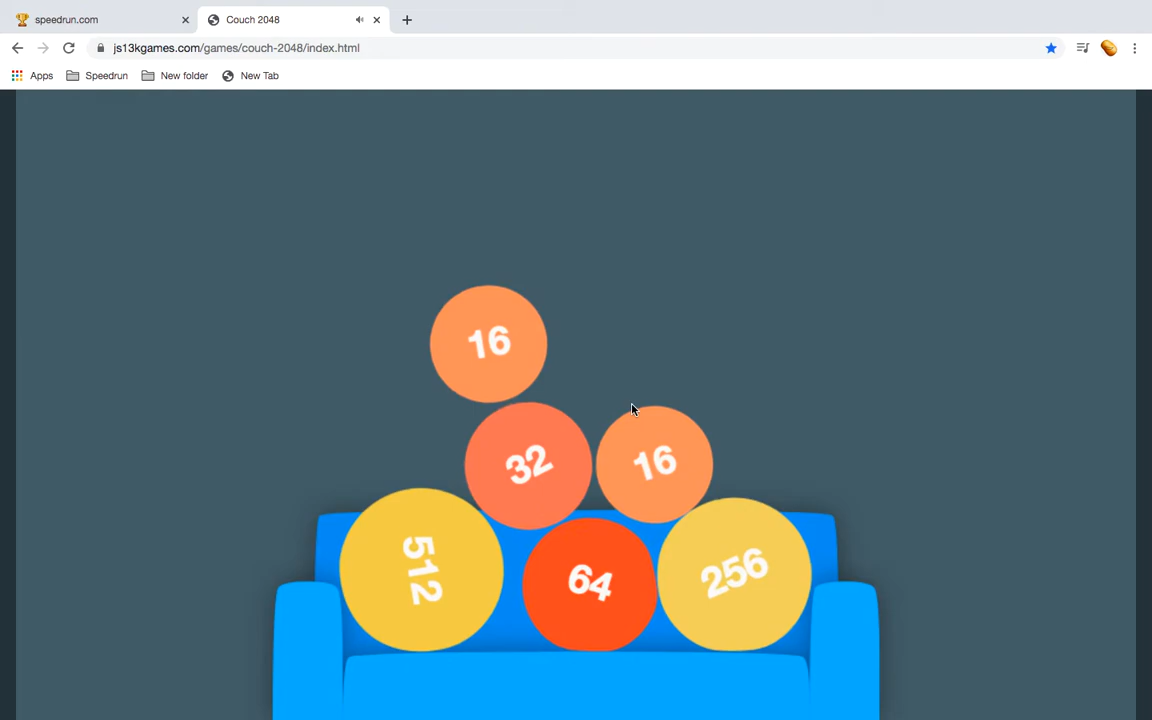 speedrun.com
Couch 2048
js13kgames.com/games/couch-2048/index.html
Apps
Speedrun
New folder
New Tab
16
32
16
512
64
256